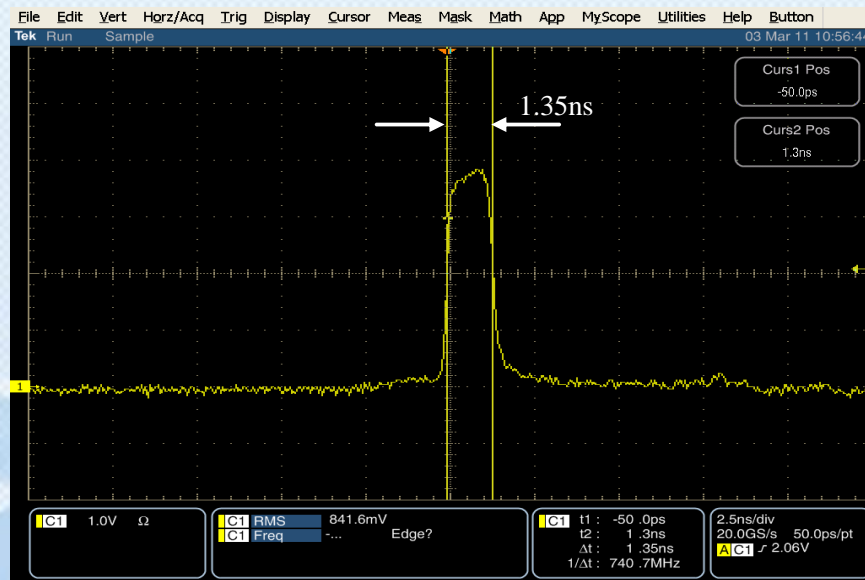 File Edit Vert Horz/Acq Trig Display Cursor Meas Mask Math App MyScope Utilities Help Button
Tek Run Sample 03 Mar 11 10:56:44
Curs1 Pos
-50.0ps
1.35ns
Curs2 Pos
1.3ns
1
C1 1.0V Ω
C1 RMS 841.6mV
C1 Freq -... Edge?
C1 t1 : -50 .0ps
t2 : 1 .3ns
Δt : 1 .35ns
1/Δt : 740 .7MHz
2.5ns/div
20.0GS/s 50.0ps/pt
A C1 2.06V